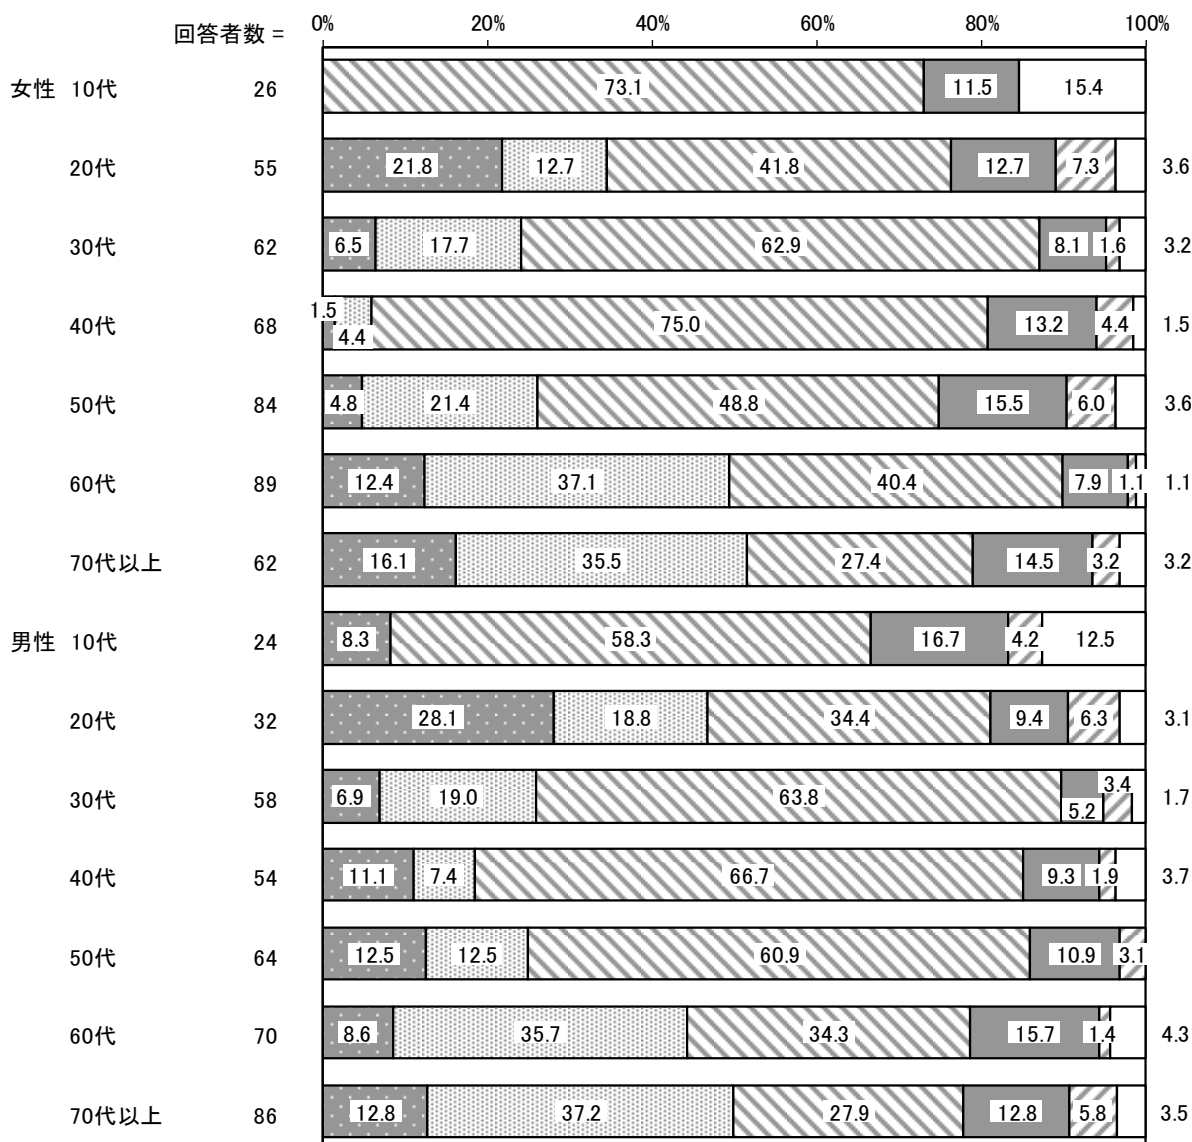 0% 20% 40% 60% 80% 100%
回答者数 =
女性 10代 26 73.1 11.5 15.4
20代 55 21.8 12.7 41.8 12.7 7.3 3.6
30代 62 6.5 17.7 62.9 8.1 1.6 3.2
40代 68 1.5 4.4 75.0 13.2 4.4 1.5
50代 84 4.8 21.4 48.8 15.5 6.0 3.6
60代 89 12.4 37.1 40.4 7.9 1.1 1.1
70代以上 62 16.1 35.5 27.4 14.5 3.2 3.2
男性 10代 24 8.3 58.3 16.7 4.2 12.5
20代 32 28.1 18.8 34.4 9.4 6.3 3.1
30代 58 6.9 19.0 63.8 5.2 3.4 1.7
40代 54 11.1 7.4 66.7 9.3 1.9 3.7
50代 64 12.5 12.5 60.9 10.9 3.1
60代 70 8.6 35.7 34.3 15.7 1.4 4.3
70代以上 86 12.8 37.2 27.9 12.8 5.8 3.5